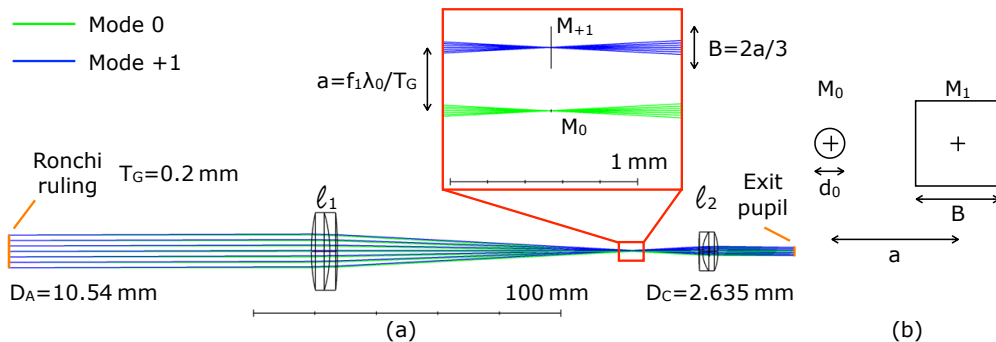 Mode 0
Mode +1
M+1
a=f1λ0/TG
B=2a/3
M0
1 mm
Ronchi
ruling
TG=0.2 mm
ℓ1
ℓ2
Exit
pupil
DA=10.54 mm
100 mm
DC=2.635 mm
(a)
M0
M1
d0
B
a
(b)